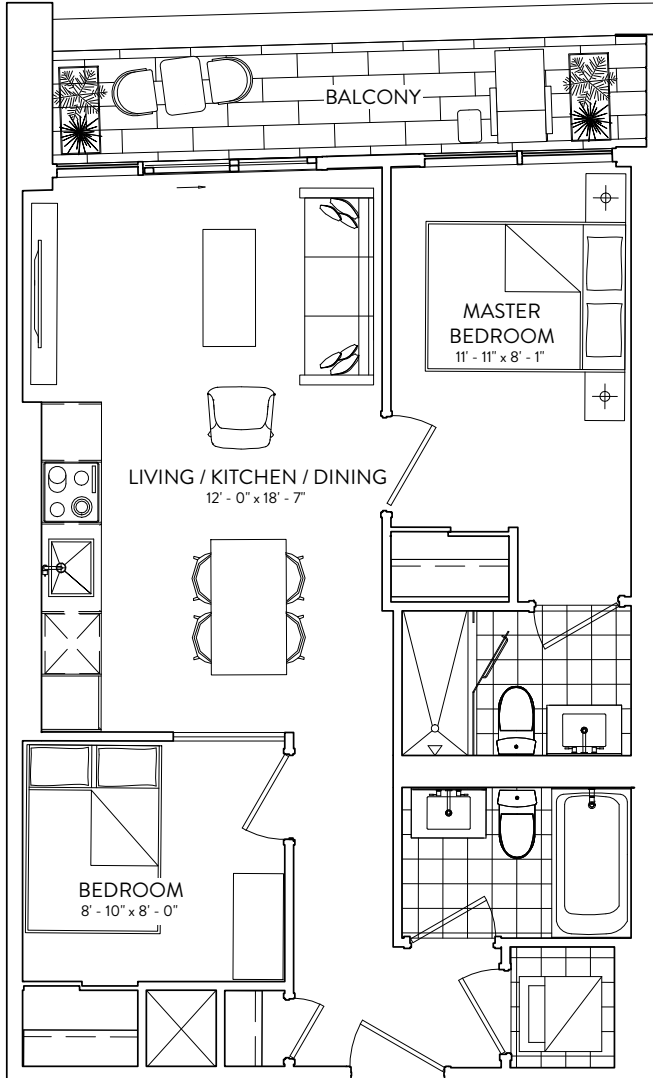 BALCONY
MASTER
BEDROOM
11' - 11" x 8' - 1"
LIVING / KITCHEN / DINING
12' - 0" x 18' - 7"
BEDROOM
8' - 10" x 8' - 0"